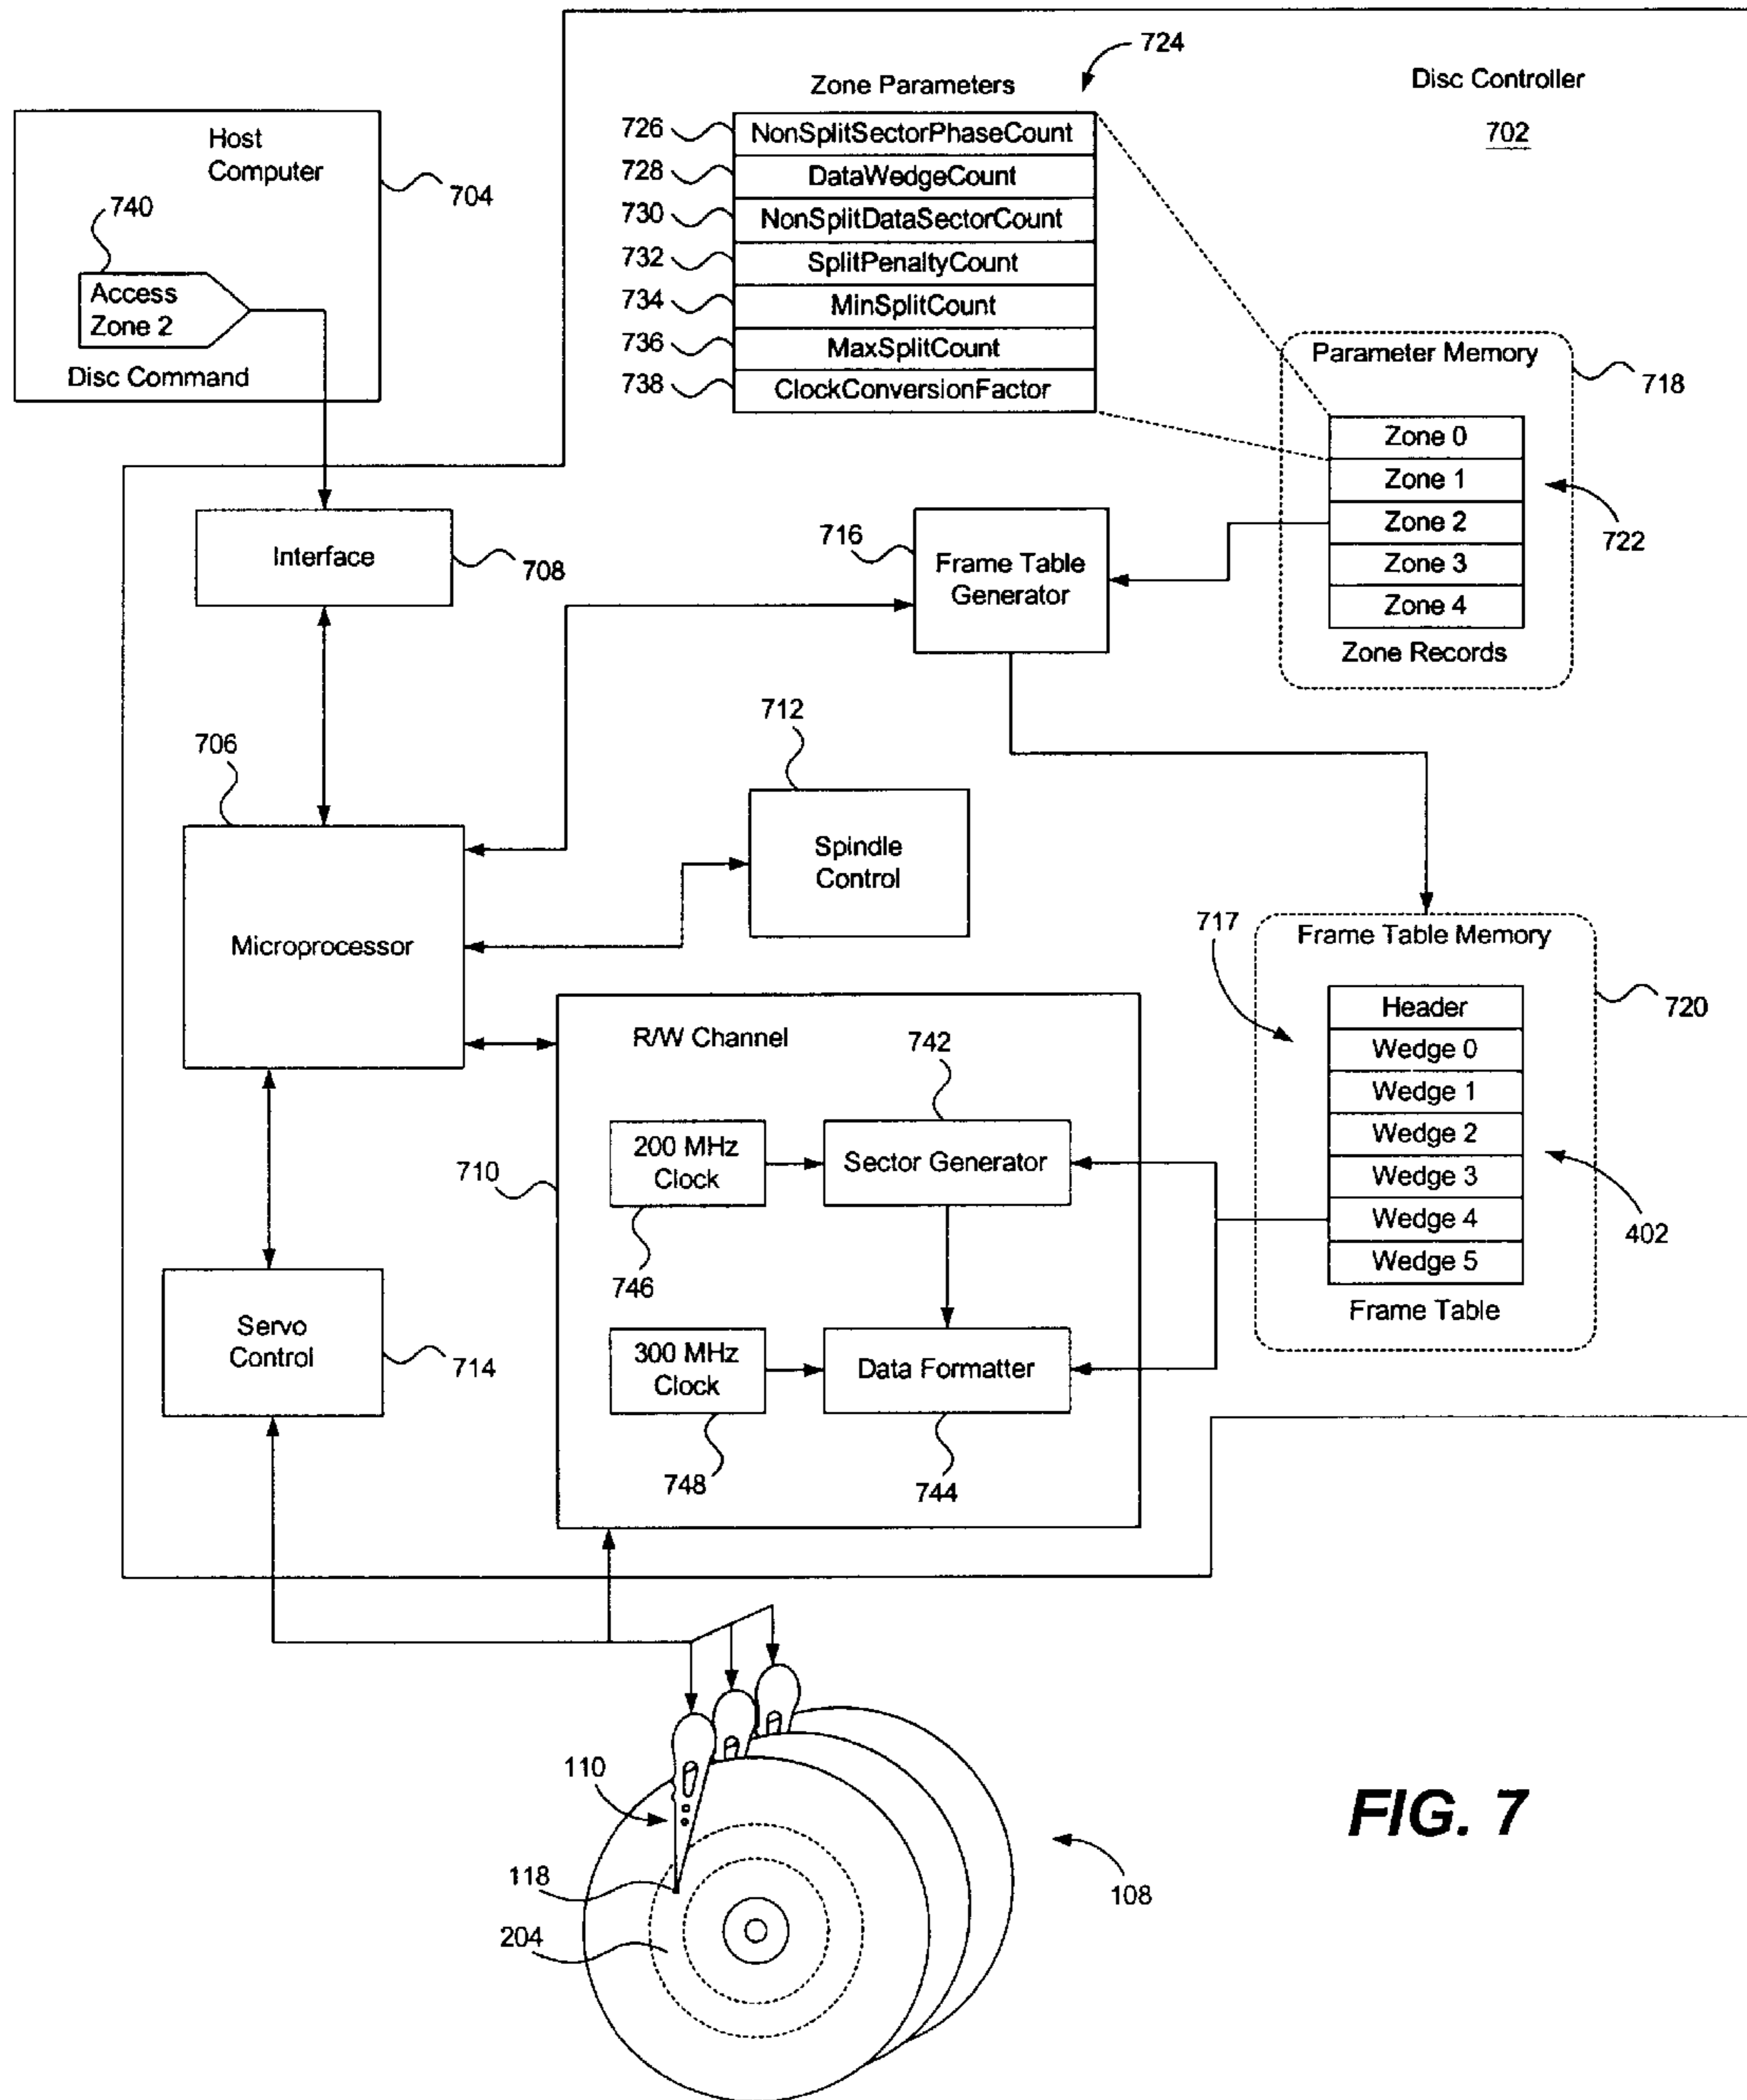 724
Zone Parameters
Disc Controller
702
726
NonSplitSectorPhaseCount
728
DataWedgeCount
730
NonSplitDataSectorCount
732
SplitPenaltyCount
734
MinSplitCount
736
MaxSplitCount
738
ClockConversionFactor
Host
Computer
704
740
Access
Zone 2
Disc Command
Parameter Memory
718
Zone 0
Zone 1
Zone 2
Zone 3
Zone 4
722
Zone Records
Interface
708
716
Frame Table
Generator
706
Microprocessor
712
Spindle
Control
717
Frame Table Memory
720
Header
Wedge 0
Wedge 1
Wedge 2
Wedge 3
Wedge 4
Wedge 5
402
Frame Table
R/W Channel
710
742
200 MHz
Clock
746
Sector Generator
300 MHz
Clock
748
Data Formatter
744
Servo
Control
714
110
118
204
108
FIG. 7